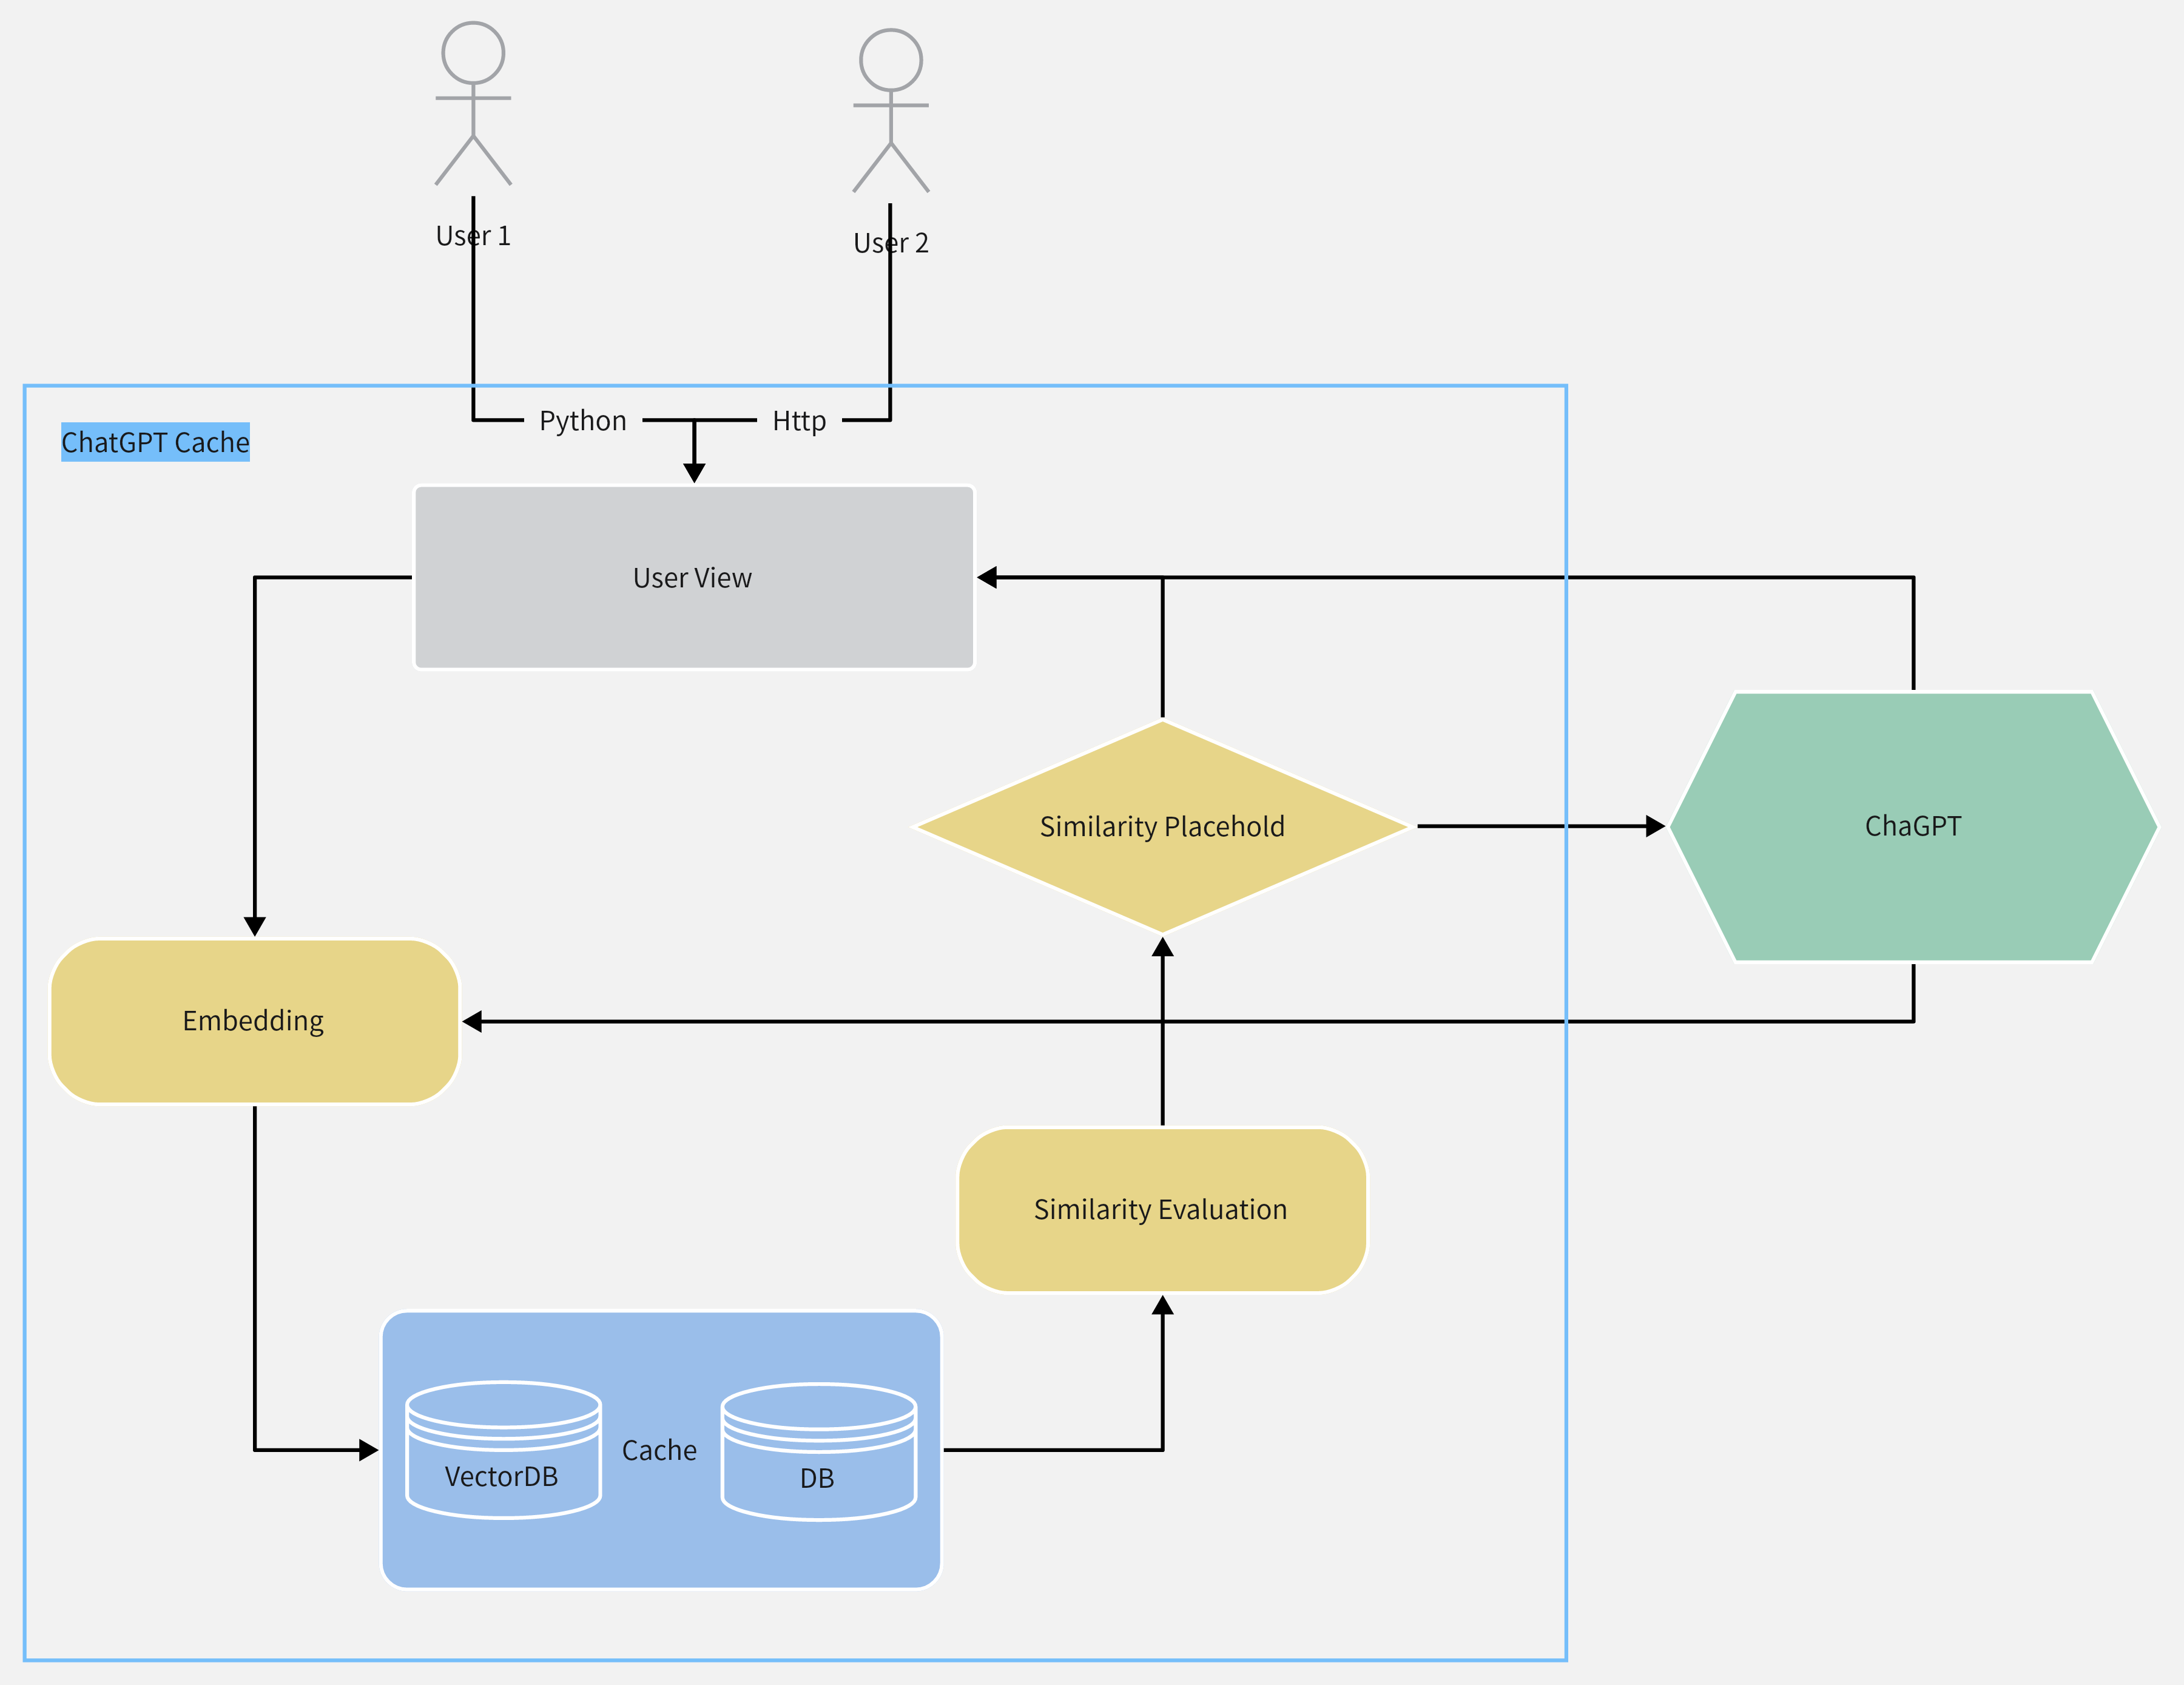 User 1
User 2
Python
Http
ChatGPT Cache
User View
Similarity Placehold
ChaGPT
Embedding
Similarity Evaluation
Cache
VectorDB
DB